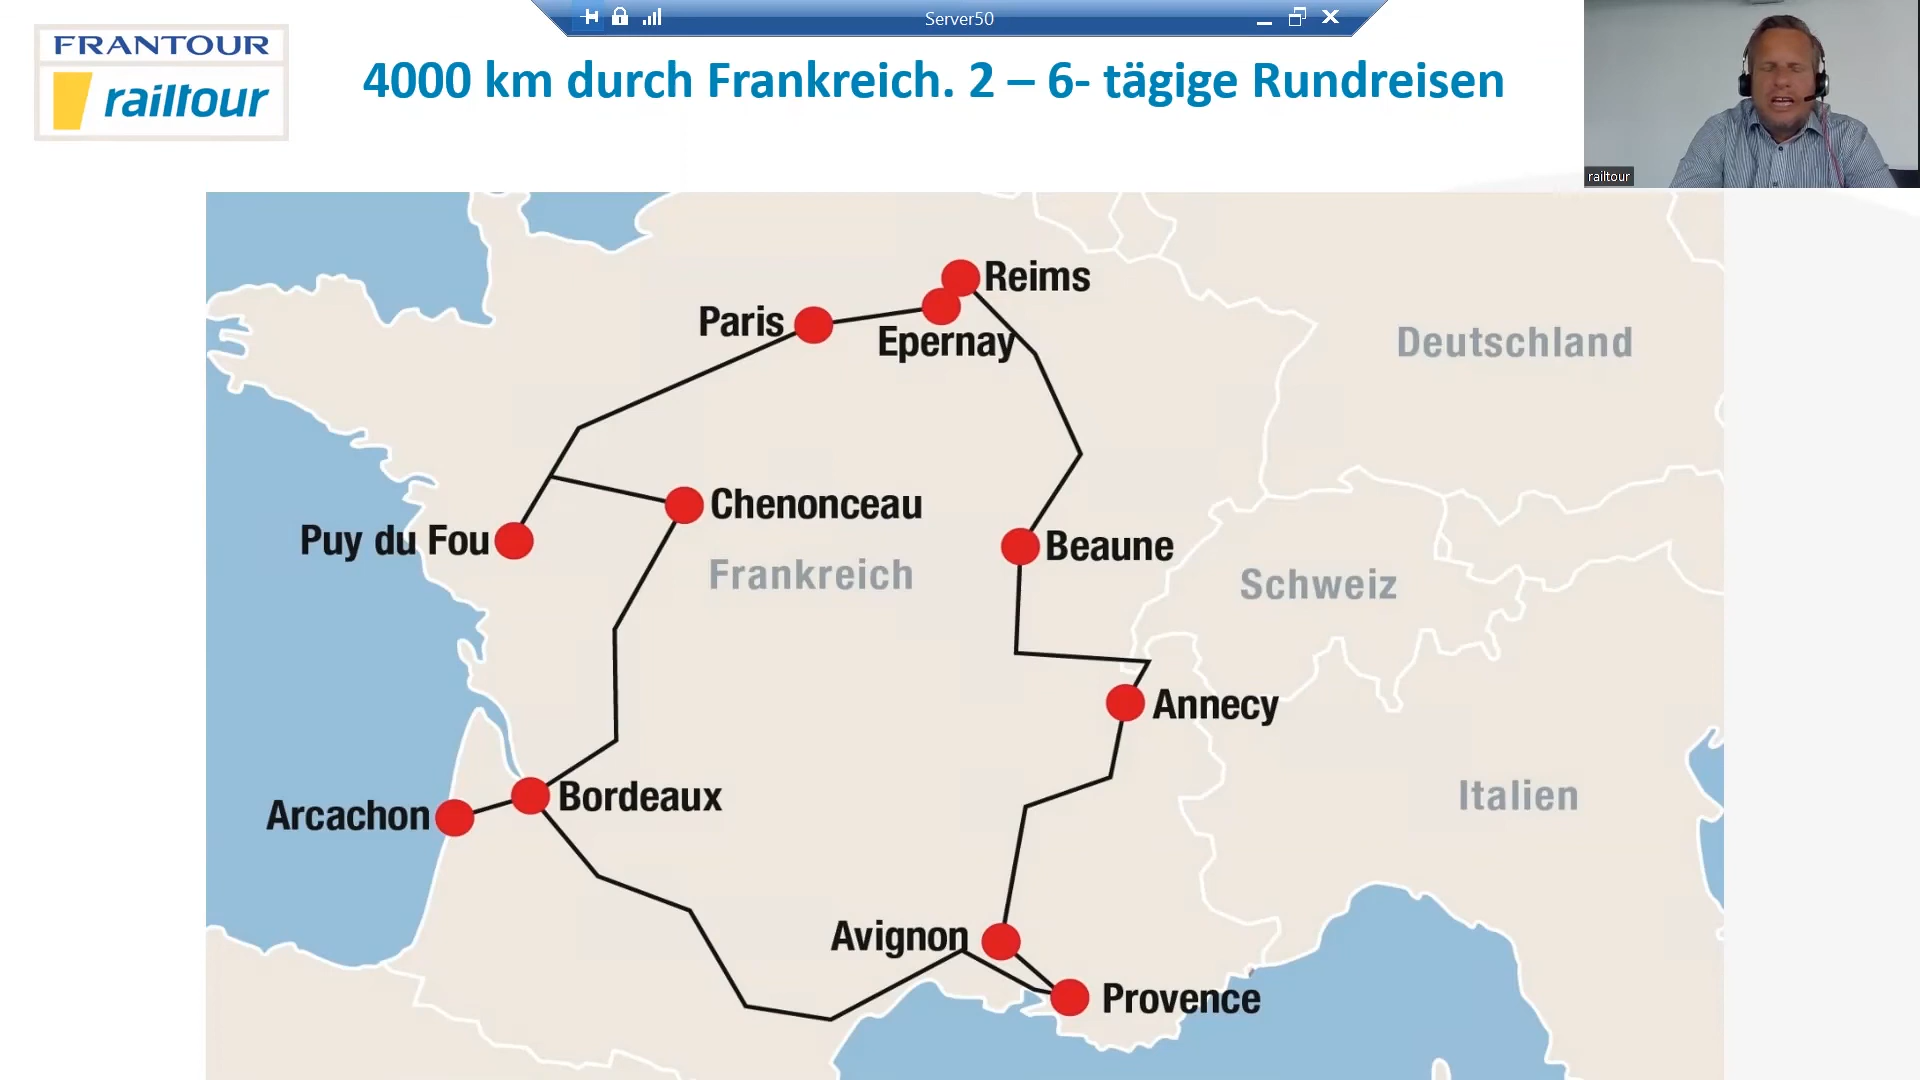 Server50
FRANTOUR
railtour
4000 km durch Frankreich. 2 – 6- tägige Rundreisen
railtour
Reims
Paris
Epernay
Deutschland
Chenonceau
Puy du Fou
Beaune
Frankreich
Schweiz
Annecy
Bordeaux
Arcachon
Italien
Avignon
Provence